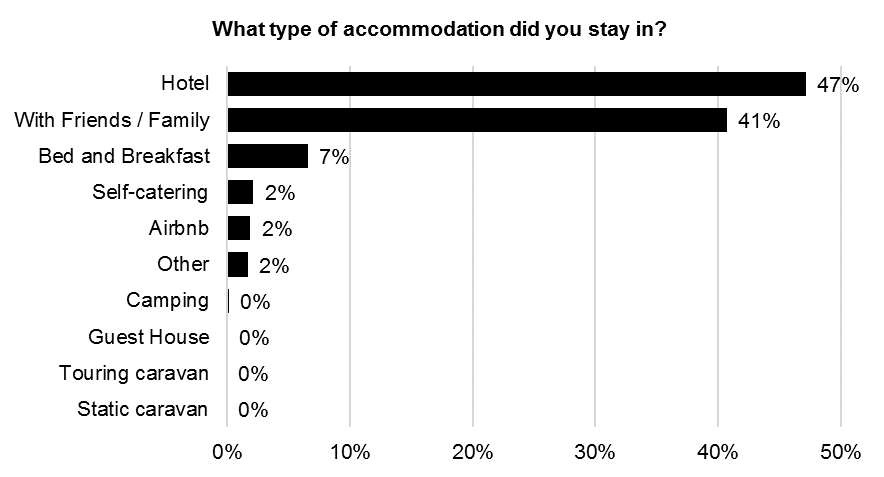 What type of accommodation did you stay in?
Hotel 47%
With Friends / Family 41%
Bed and Breakfast 7%
Self-catering 2%
Airbnb 2%
Other 2%
Camping 0%
Guest House 0%
Touring caravan 0%
Static caravan 0%
0% 10% 20% 30% 40% 50%